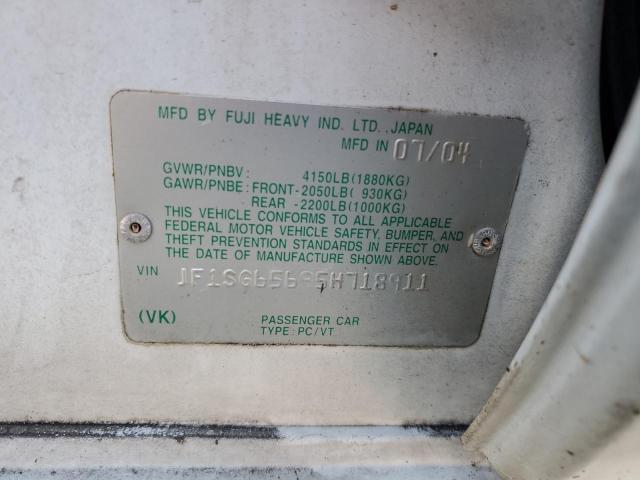 MFD BY FUJI HEAVY IND. LTD., JAPAN
MFD IN 07/04
GVWR/PNBV: 4150LB(1880KG)
GAWR/PNBE: FRONT-2050LB( 930KG)
REAR -2200LB(1000KG)
THIS VEHICLE CONFORMS TO ALL APPLICABLE
FEDERAL MOTOR VEHICLE SAFETY, BUMPER, AND
THEFT PREVENTION STANDARDS IN EFFECT ON
THE DATE OF MANUFACTURE SHOWN ABOVE.
VIN JF1SG65695H718911
(VK) PASSENGER CAR
TYPE: PC/VT